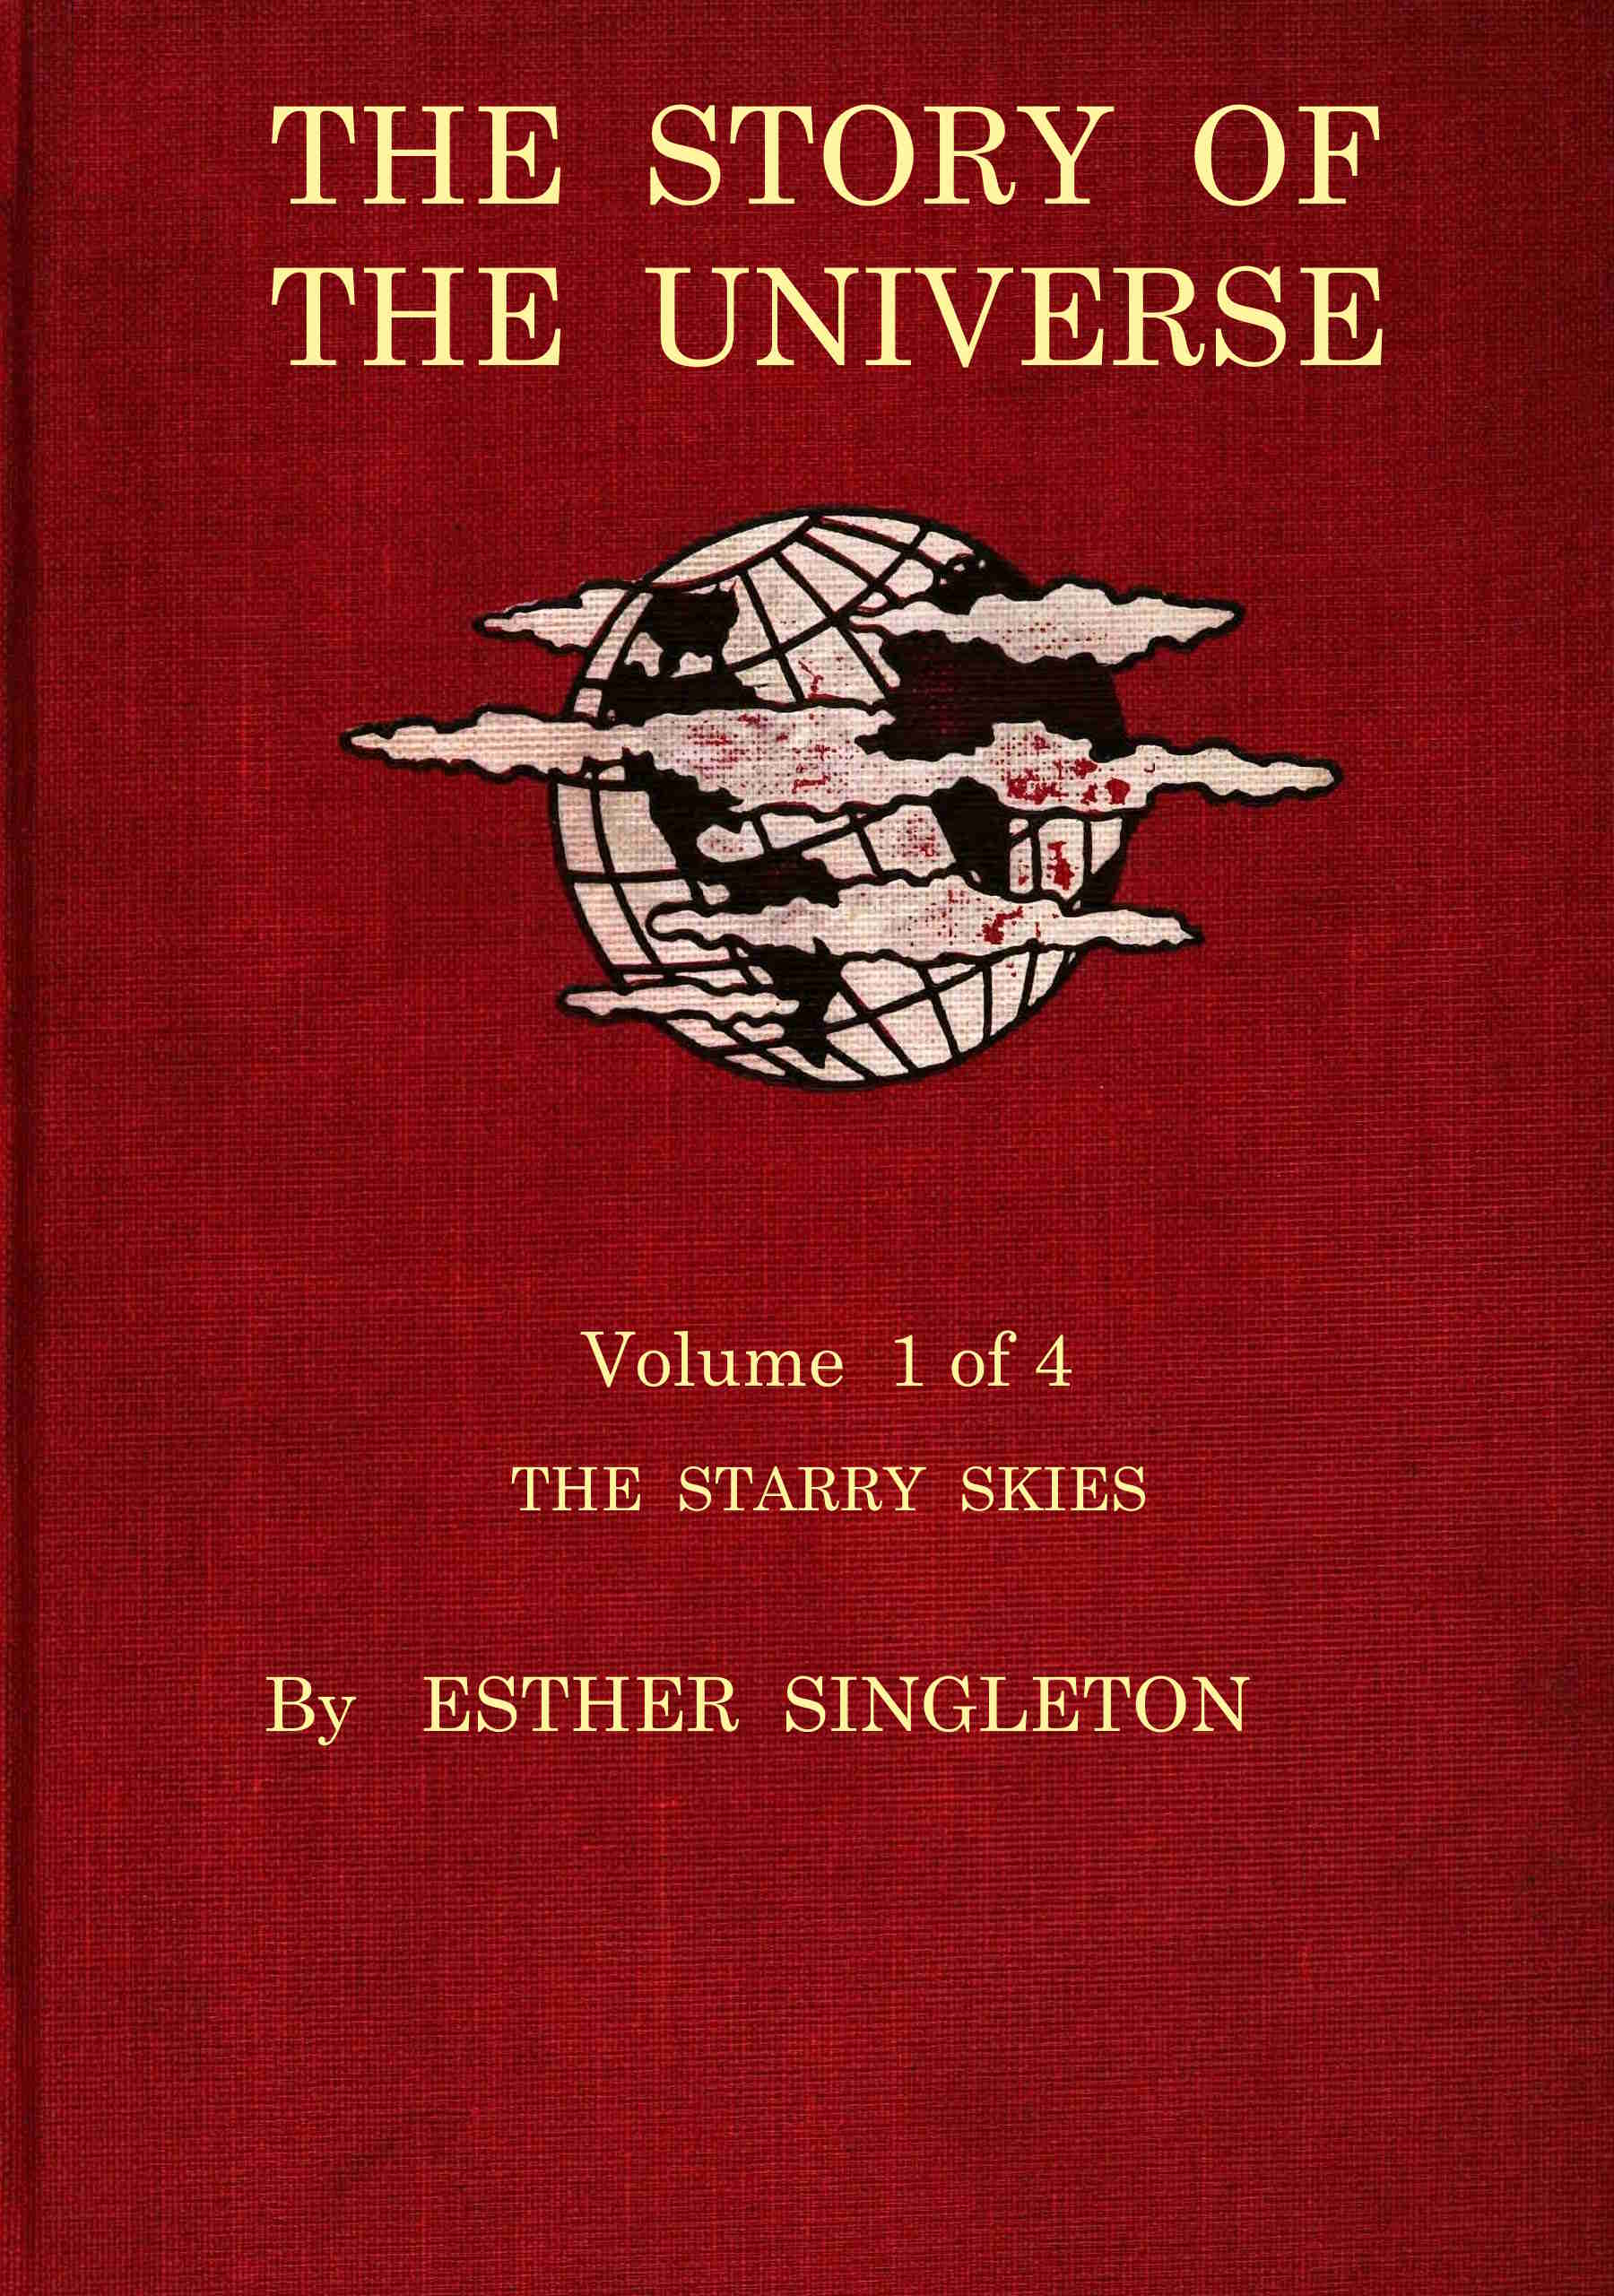 THE STORY OF
THE UNIVERSE
Volume 1 of 4
THE STARRY SKIES
By ESTHER SINGLETON